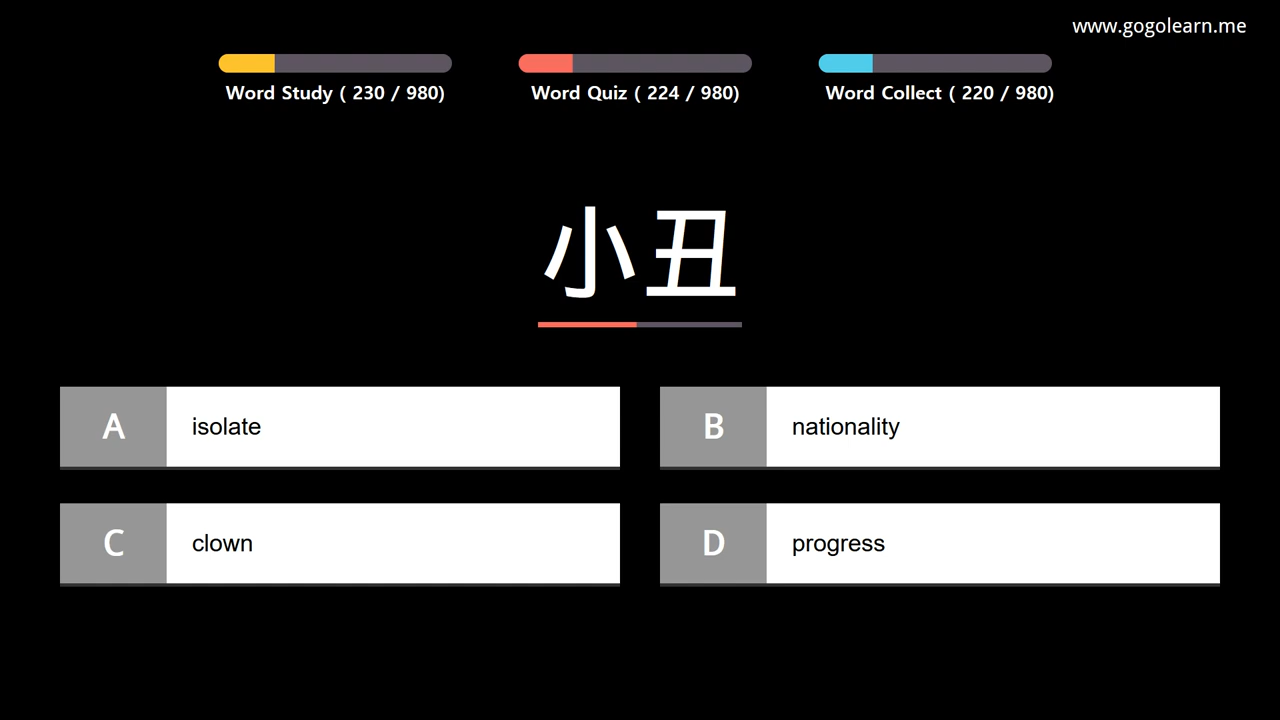 www.gogolearn.me
Word Study ( 230 / 980)
Word Quiz ( 224 / 980)
Word Collect ( 220 / 980)
小丑
A isolate
B nationality
C clown
D progress